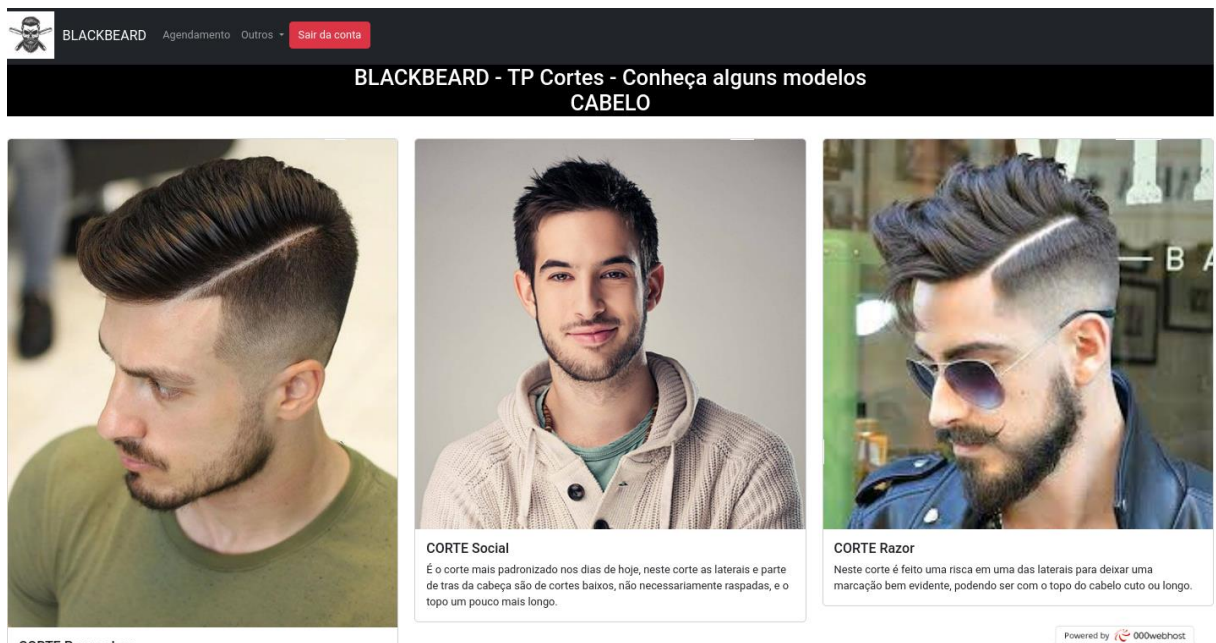 BLACKBEARD Agendamento Outros Sair da conta
BLACKBEARD - TP Cortes - Conheça alguns modelos
CABELO
B A
CORTE Social
É o corte mais padronizado nos dias de hoje, neste corte as laterais e parte
de tras da cabeça são de cortes baixos, não necessariamente raspadas, e o
topo um pouco mais longo.
CORTE Razor
Neste corte é feito uma risca em uma das laterais para deixar uma
marcação bem evidente, podendo ser com o topo do cabelo cuto ou longo.
Powered by 000webhost
CORTE